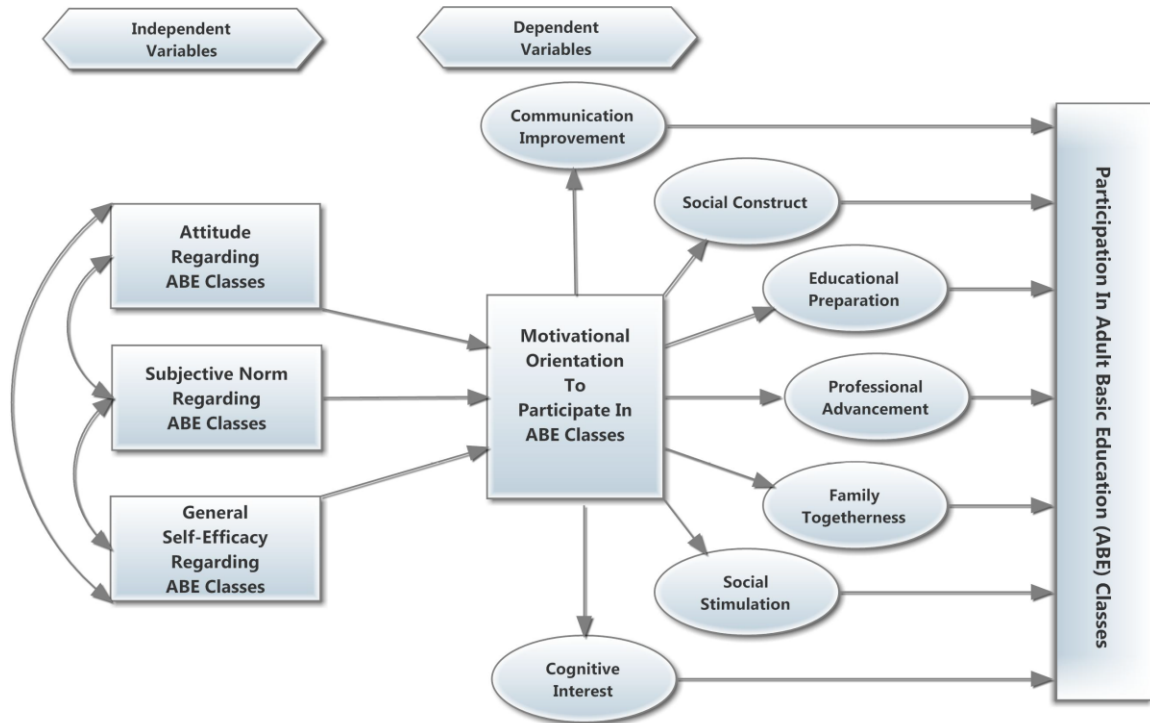 Independent
Variables
Dependent
Variables
Communication
Improvement
Social Construct
Educational
Preparation
Professional
Advancement
Family
Togetherness
Social
Stimulation
Cognitive
Interest
Attitude
Regarding
ABE Classes
Subjective Norm
Regarding
ABE Classes
General
Self-Efficacy
Regarding
ABE Classes
Motivational
Orientation
To
Participate In
ABE Classes
Participation In Adult Basic Education (ABE) Classes